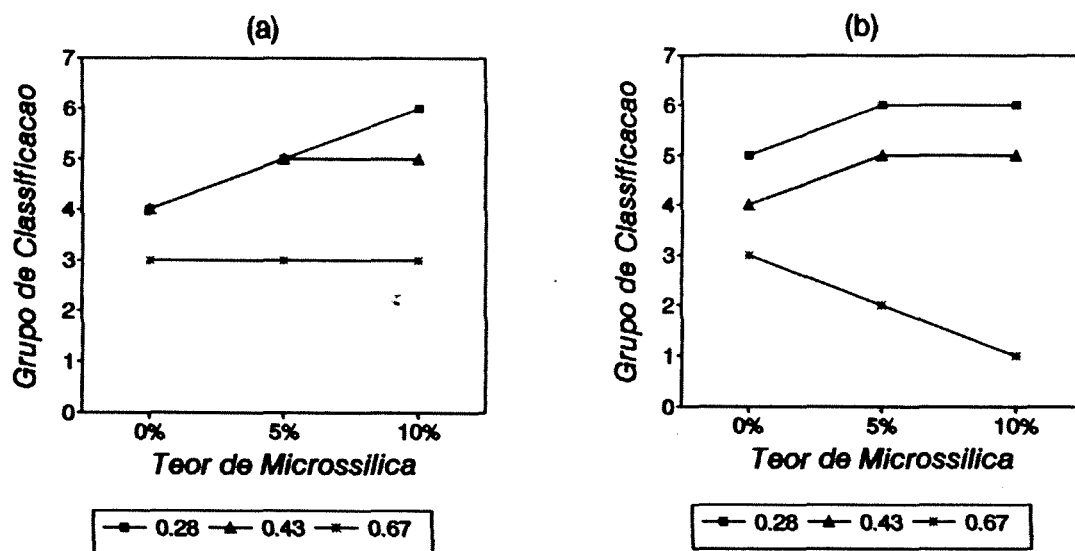 (a)
Grupo de Classificacao
7
6
5
4
3
2
1
0
0% 5% 10%
Teor de Microssilica
0.28 0.43 0.67
(b)
Grupo de Classificacao
7
6
5
4
3
2
1
0
0% 5% 10%
Teor de Microssilica
0.28 0.43 0.67